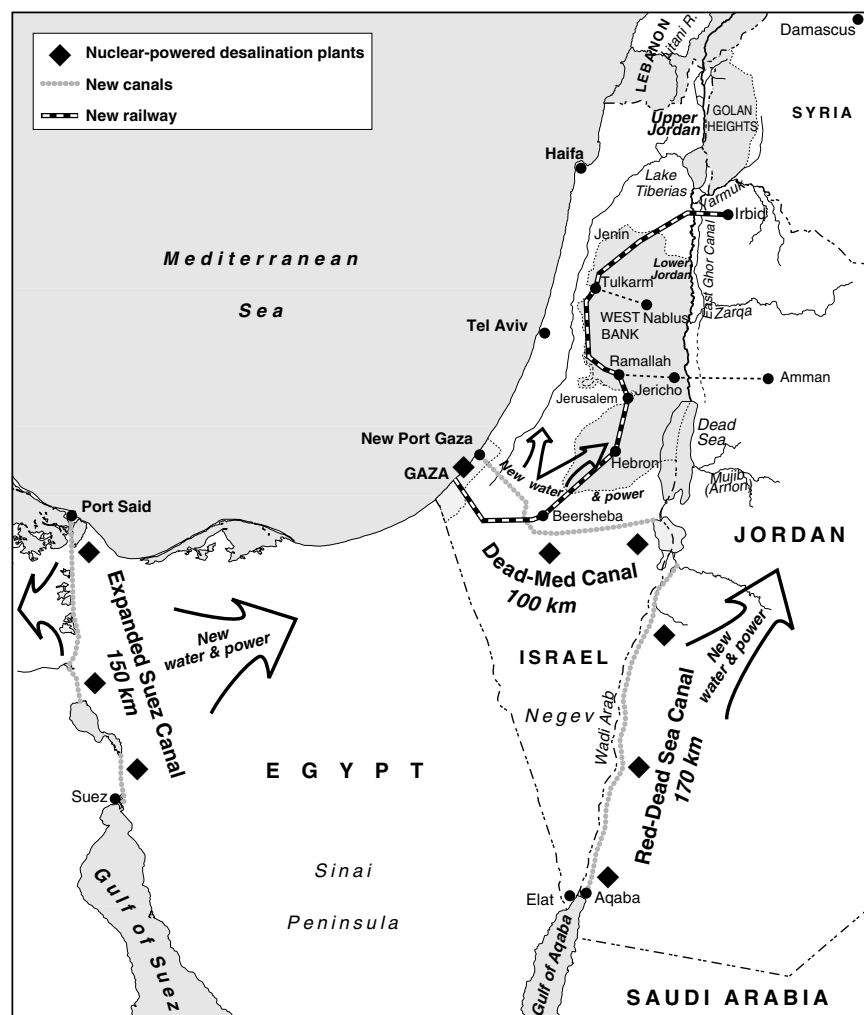 Nuclear-powered desalination plants
New canals
New railway
Damascus
LEBANON
Litani R.
GOLAN
HEIGHTS
SYRIA
Upper
Jordan
Haifa
Lake
Tiberias
Yarmuk
Irbid
Jenin
Mediterranean
Sea
Lower
Jordan
East Ghor Canal
Tulkarm
WEST
BANK
Nablus
Zarqa
Tel Aviv
Ramallah
Jericho
Amman
Jerusalem
Dead
Sea
New Port Gaza
GAZA
New water
& power
Hebron
Mujib
(Arnon)
Port Said
Beersheba
JORDAN
Dead-Med Canal
100 km
Expanded Suez Canal
150 km
New
water & power
ISRAEL
New
water & power
Negev
Wadi Arab
Red-Dead Sea Canal
170 km
EGYPT
Suez
Sinai
Peninsula
Elat
Aqaba
Gulf of Suez
Gulf of Aqaba
SAUDI ARABIA